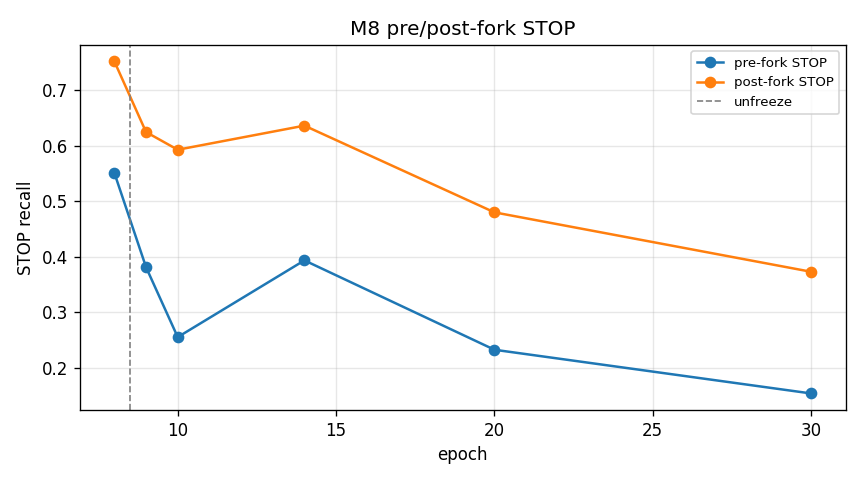 M8 pre/post-fork STOP
pre-fork STOP
post-fork STOP
unfreeze
STOP recall
0.7
0.6
0.5
0.4
0.3
0.2
10 15 20 25 30
epoch